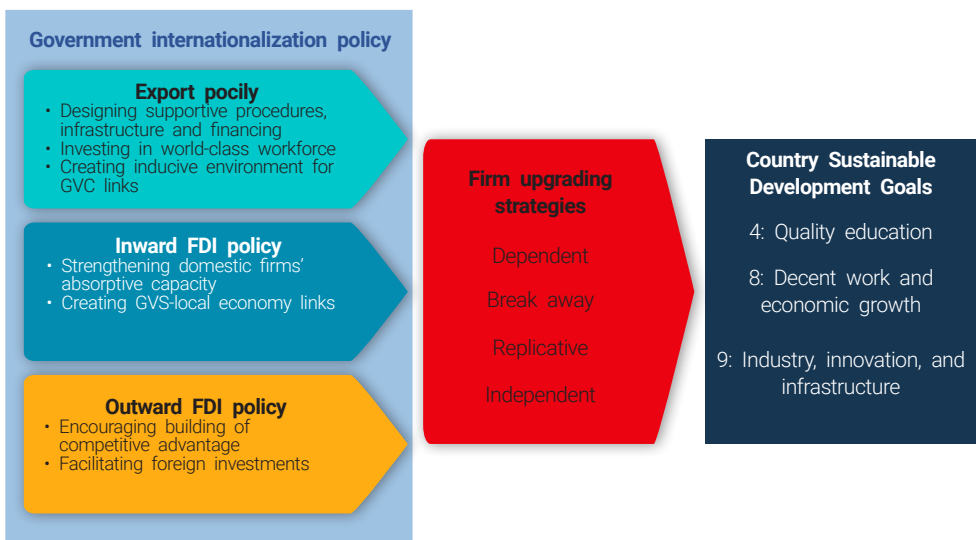 Government internationalization policy
Export pocily
• Designing supportive procedures,
infrastructure and financing
• Investing in world-class workforce
• Creating inducive environment for
GVC links
Inward FDI policy
• Strengthening domestic firms’
absorptive capacity
• Creating GVS-local economy links
Outward FDI policy
• Encouraging building of
competitive advantage
• Facilitating foreign investments
Firm upgrading
strategies
Dependent
Break away
Replicative
Independent
Country Sustainable
Development Goals
4: Quality education
8: Decent work and
economic growth
9: Industry, innovation, and
infrastructure